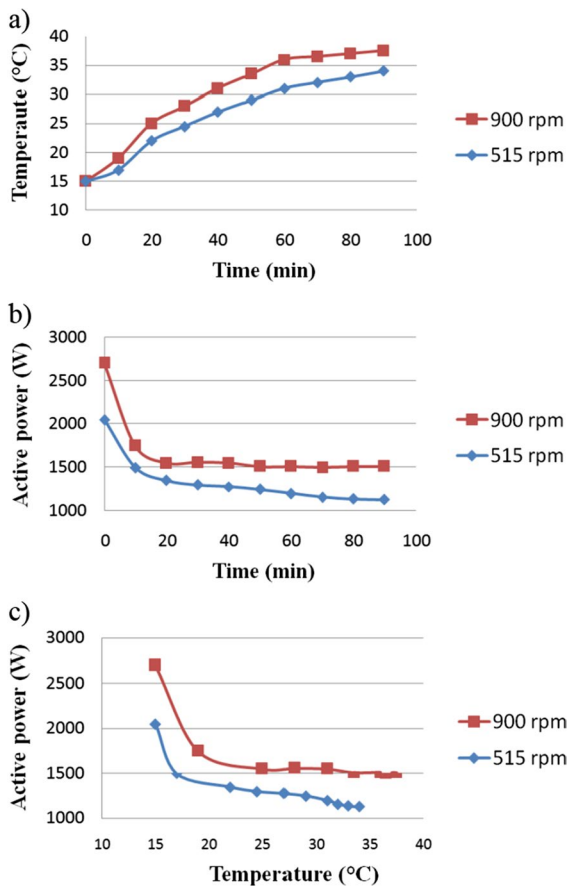 a)
Temperaute (°C)
40
35
30
25
20
15
10
0 20 40 60 80 100
Time (min)
900 rpm
515 rpm
b)
Active power (W)
3000
2500
2000
1500
1000
0 20 40 60 80 100
Time (min)
900 rpm
515 rpm
c)
Active power (W)
3000
2500
2000
1500
1000
10 15 20 25 30 35 40
Temperature (°C)
900 rpm
515 rpm